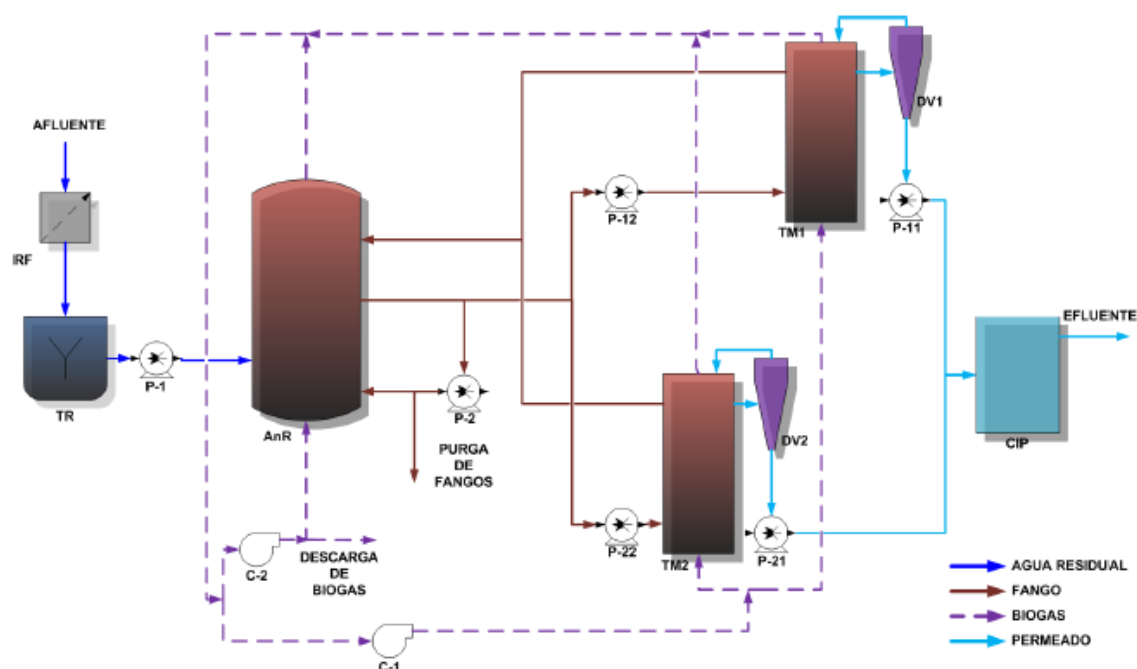 AFLUENTE
IRF
TR
P-1
AnR
P-2
PURGA
DE
FANGOS
C-2
DESCARGA
DE
BIOGAS
C-1
P-12
P-22
TM1
DV1
P-11
TM2
DV2
P-21
EFLUENTE
CIP
AGUA RESIDUAL
FANGO
BIOGAS
PERMEADO